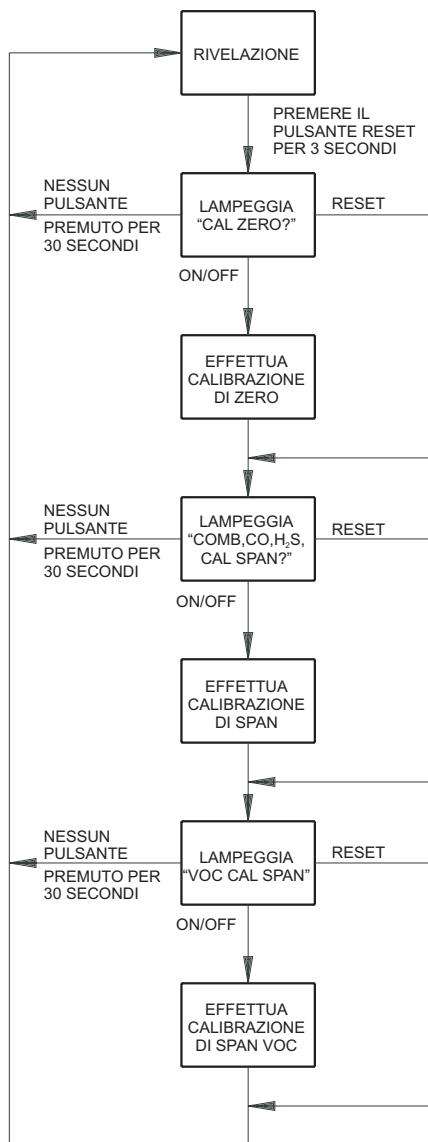 RIVELAZIONE
PREMERE IL
PULSANTE RESET
PER 3 SECONDI
NESSUN
PULSANTE
PREMUTO PER
30 SECONDI
LAMPEGGIA
“CAL ZERO?”
RESET
ON/OFF
EFFETTUA
CALIBRAZIONE
DI ZERO
NESSUN
PULSANTE
PREMUTO PER
30 SECONDI
LAMPEGGIA
“COMB,CO,H₂S,
CAL SPAN?”
RESET
ON/OFF
EFFETTUA
CALIBRAZIONE
DI SPAN
NESSUN
PULSANTE
PREMUTO PER
30 SECONDI
LAMPEGGIA
“VOC CAL SPAN”
RESET
ON/OFF
EFFETTUA
CALIBRAZIONE
DI SPAN VOC